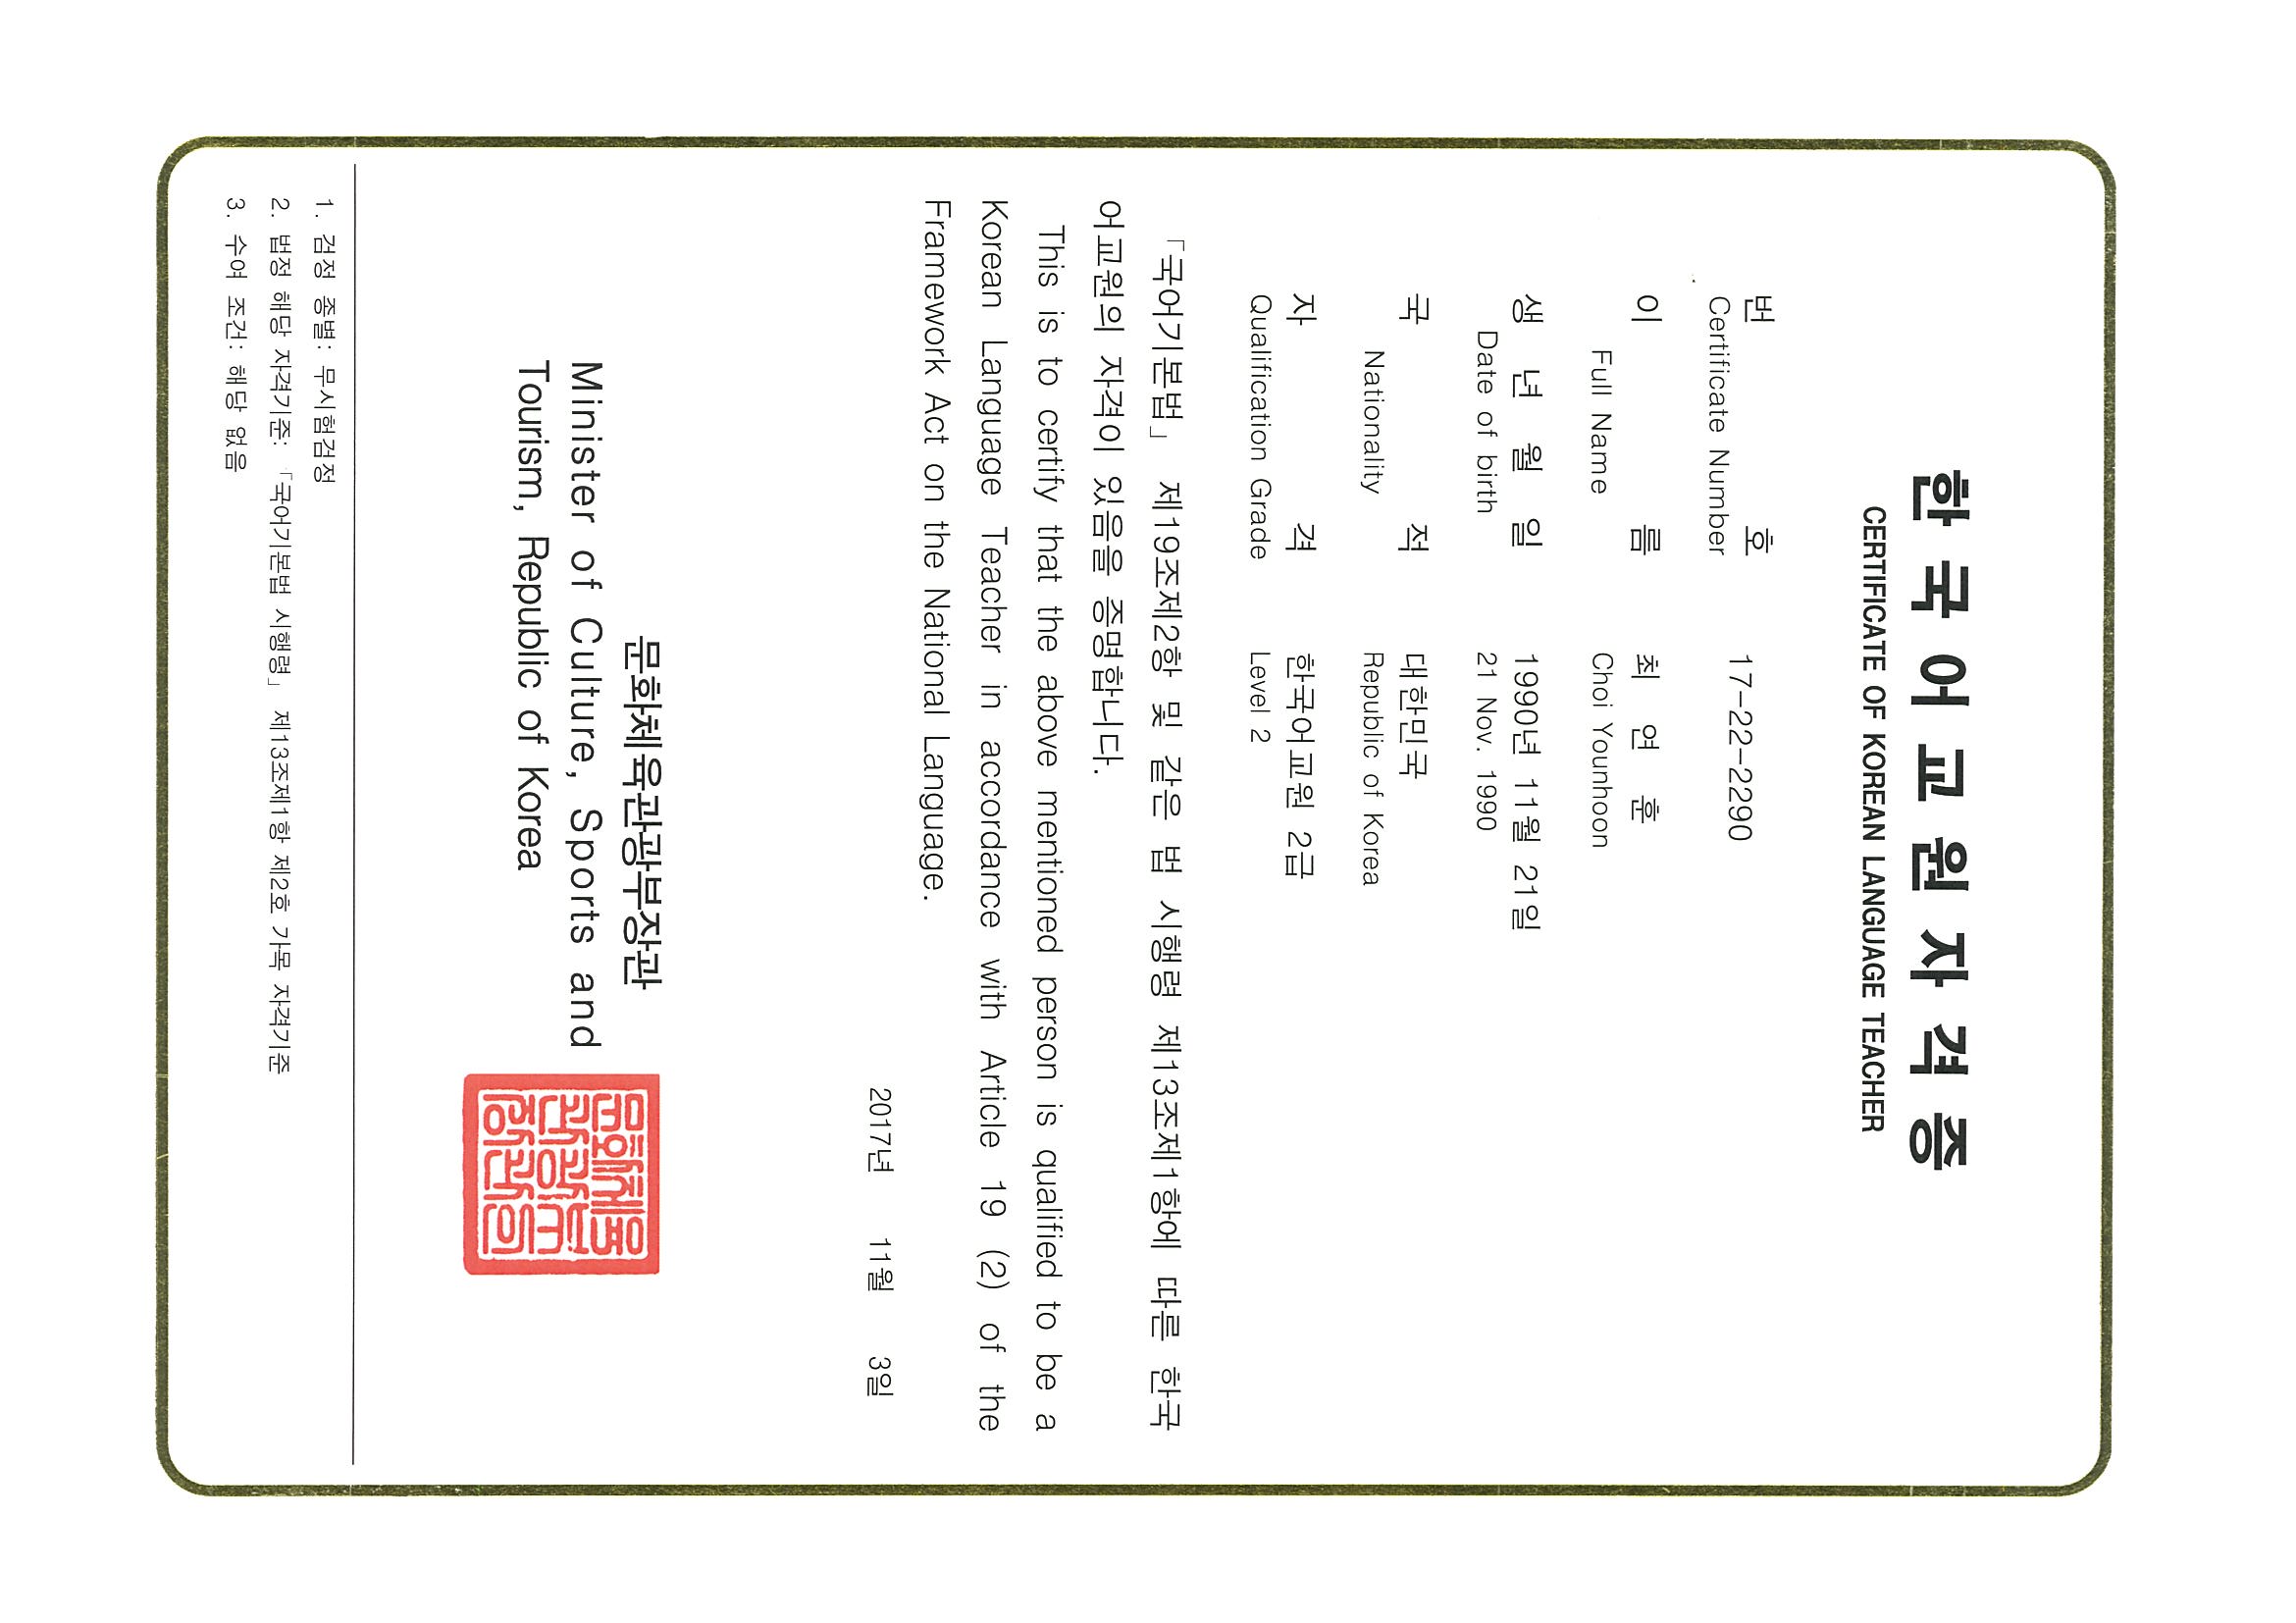 한국어교원자격증
CERTIFICATE OF KOREAN LANGUAGE TEACHER
번 호
Certificate Number
17-22-2290
이 름
Full Name
최 연 훈
Choi Younhoon
생 년 월 일
Date of birth
1990년 11월 21일
21 Nov. 1990
국 적
Nationality
대한민국
Republic of Korea
자 격
Qualification Grade
한국어교원 2급
Level 2
「국어기본법」 제19조제2항 및 같은 법 시행령 제13조제1항에 따른 한국
어교원의 자격이 있음을 증명합니다.
This is to certify that the above mentioned person is qualified to be a
Korean Language Teacher in accordance with Article 19 (2) of the
Framework Act on the National Language.
2017년 11월 3일
문화체육관광부장관
Minister of Culture, Sports and
Tourism, Republic of Korea
문화체육
관광부
장관인
1. 검정 종별: 무시험검정
2. 법정 해당 자격기준: 「국어기본법 시행령」 제13조제1항 제2호 가목 자격기준
3. 수여 조건: 해당 없음